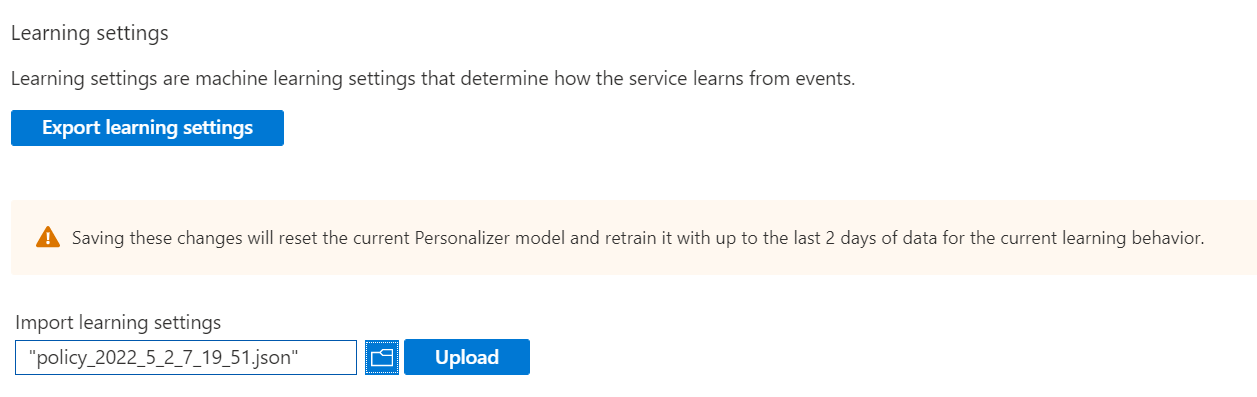 Learning settings
Learning settings are machine learning settings that determine how the service learns from events.
Export learning settings
Saving these changes will reset the current Personalizer model and retrain it with up to the last 2 days of data for the current learning behavior.
Import learning settings
"policy_2022_5_2_7_19_51.json"
Upload